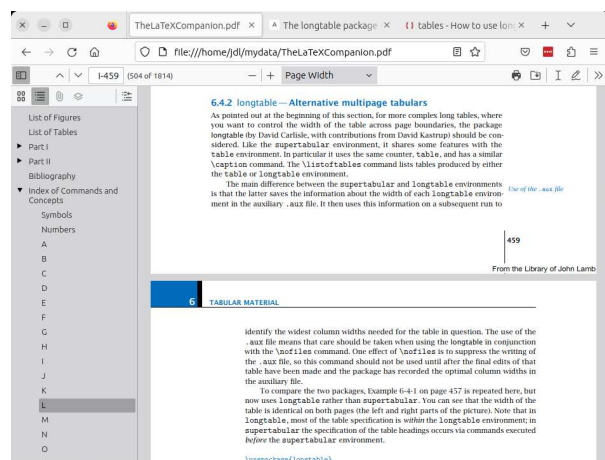 TheLaTeXCompanion.pdf
The longtable package
tables - How to use lon
file:///home/jdl/mydata/TheLaTeXCompanion.pdf
I-459 (504 of 1814)
Page Width
List of Figures
List of Tables
Part I
Part II
Bibliography
Index of Commands and
Concepts
Symbols
Numbers
A
B
C
D
E
F
G
H
I
J
K
L
M
N
O
6.4.2 longtable — Alternative multipage tabulars
As pointed out at the beginning of this section, for more complex long tables, where
you want to control the width of the table across page boundaries, the package
longtable (by David Carlisle, with contributions from David Kastrup) should be con-
sidered. Like the supertabular environment, it shares some features with the
table environment. In particular it uses the same counter, table, and has a similar
\caption command. The \listoftables command lists tables produced by either
the table or longtable environment.
The main difference between the supertabular and longtable environments
is that the latter saves the information about the width of each longtable environ-
ment in the auxiliary .aux file. It then uses this information on a subsequent run to
Use of the .aux file
459
From the Library of John Lamb
6 TABULAR MATERIAL
identify the widest column widths needed for the table in question. The use of the
.aux file means that care should be taken when using the longtable in conjunction
with the \nofiles command. One effect of \nofiles is to suppress the writing of
the .aux file, so this command should not be used until after the final edits of that
table have been made and the package has recorded the optimal column widths in
the auxiliary file.
To compare the two packages, Example 6-4-1 on page 457 is repeated here, but
now uses longtable rather than supertabular. You can see that the width of the
table is identical on both pages (the left and right parts of the picture). Note that in
longtable, most of the table specification is within the longtable environment; in
supertabular the specification of the table headings occurs via commands executed
before the supertabular environment.
\usepackage{longtable}